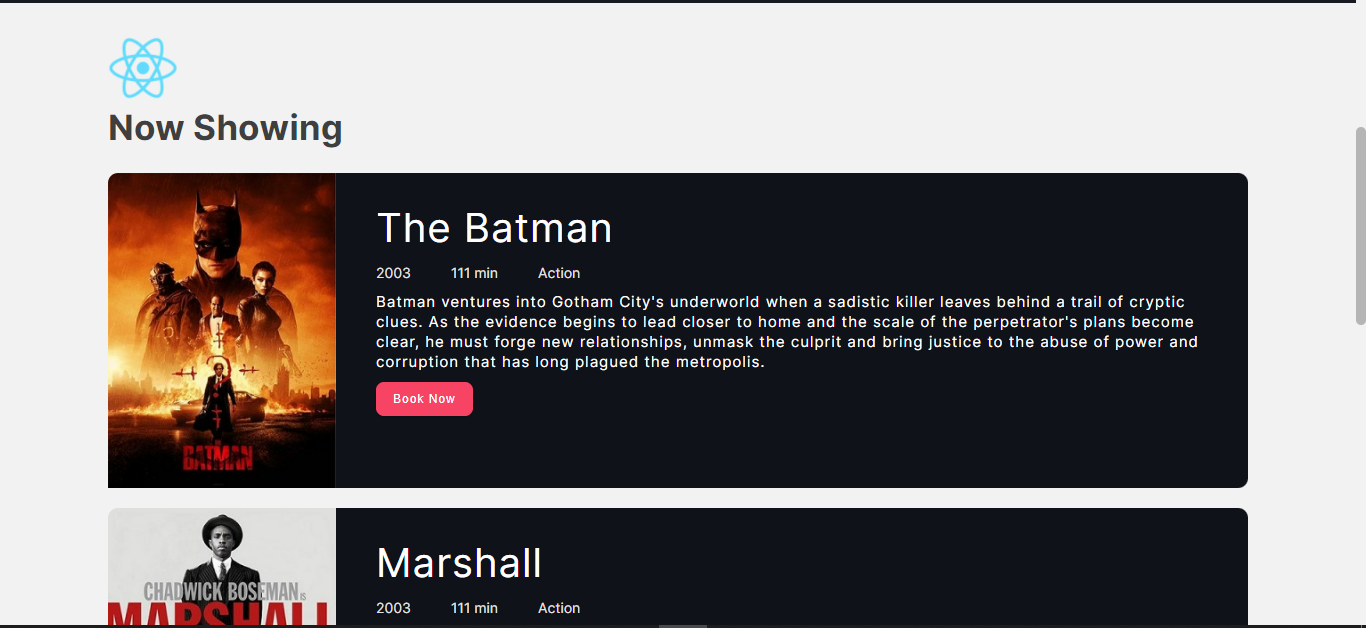 Now Showing
The Batman
2003 111 min Action
Batman ventures into Gotham City's underworld when a sadistic killer leaves behind a trail of cryptic
clues. As the evidence begins to lead closer to home and the scale of the perpetrator's plans become
clear, he must forge new relationships, unmask the culprit and bring justice to the abuse of power and
corruption that has long plagued the metropolis.
Book Now
BATMAN
Marshall
2003 111 min Action
CHADWICK BOSEMAN IS
MARSHALL